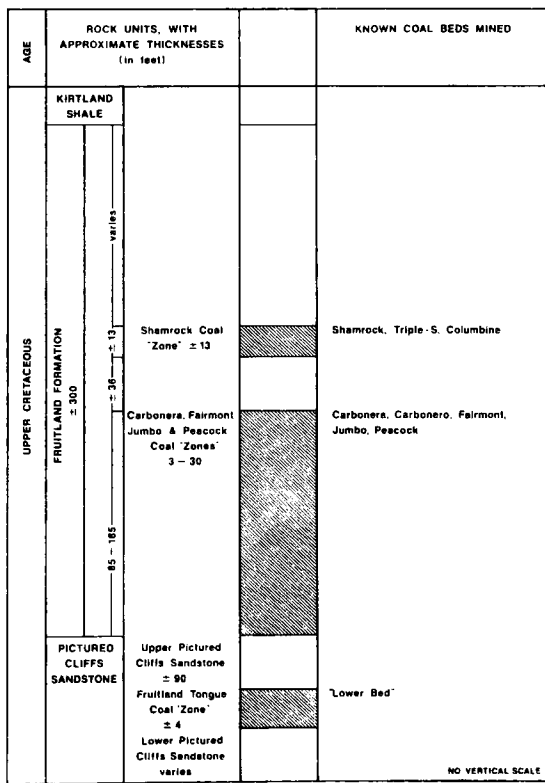 AGE
ROCK UNITS, WITH
APPROXIMATE THICKNESSES
(in feet)
KNOWN COAL BEDS MINED
UPPER CRETACEOUS
KIRTLAND
SHALE
FRUITLAND FORMATION
± 300
varies
± 13
± 36
85 - 165
Shamrock Coal
"Zone" ± 13
Shamrock, Triple-S, Columbine
Carbonera, Fairmont
Jumbo & Peacock
Coal "Zones"
3 - 30
Carbonera, Carbonero, Fairmont,
Jumbo, Peacock
PICTURED
CLIFFS
SANDSTONE
Upper Pictured
Cliffs Sandstone
± 90
Fruitland Tongue
Coal "Zone"
± 4
"Lower Bed"
Lower Pictured
Cliffs Sandstone
varies
NO VERTICAL SCALE